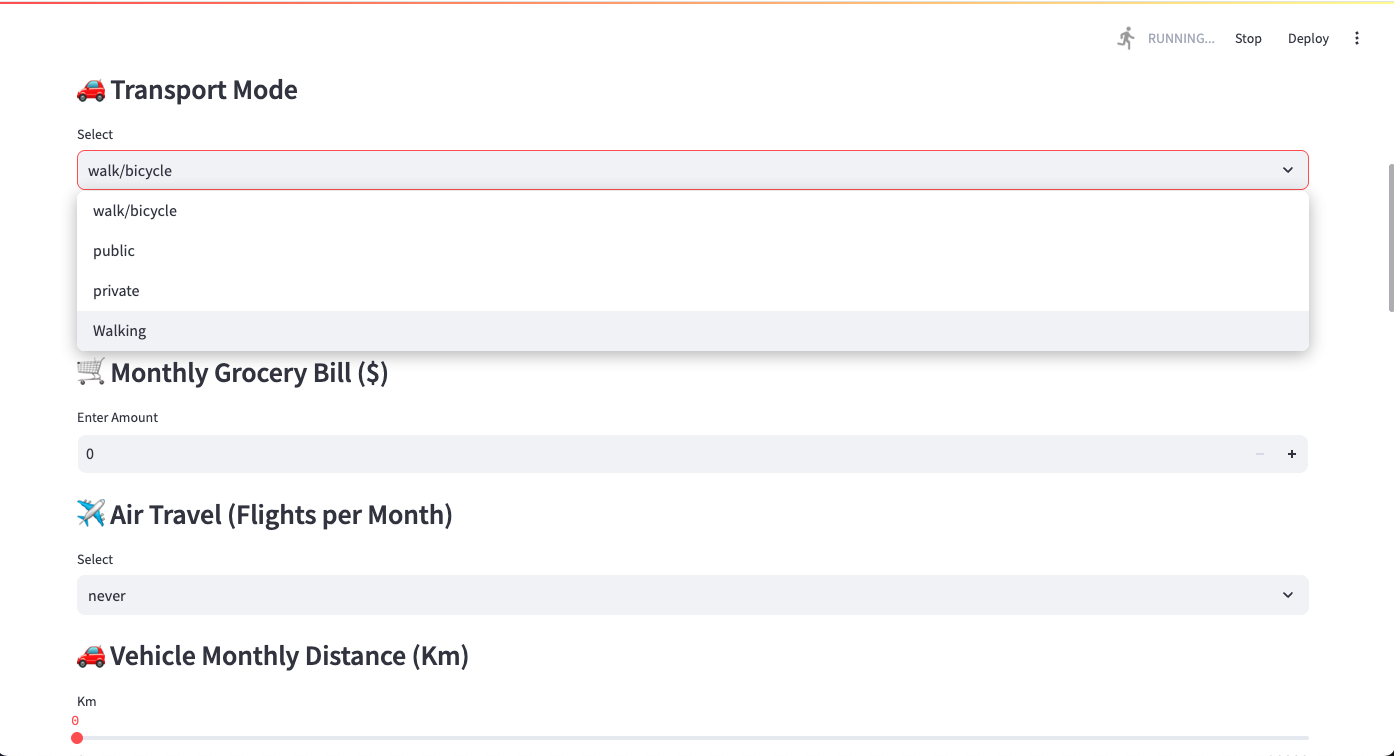 RUNNING...
Stop
Deploy
Transport Mode
Select
walk/bicycle
walk/bicycle
public
private
Walking
Monthly Grocery Bill ($)
Enter Amount
0
Air Travel (Flights per Month)
Select
never
Vehicle Monthly Distance (Km)
Km
0